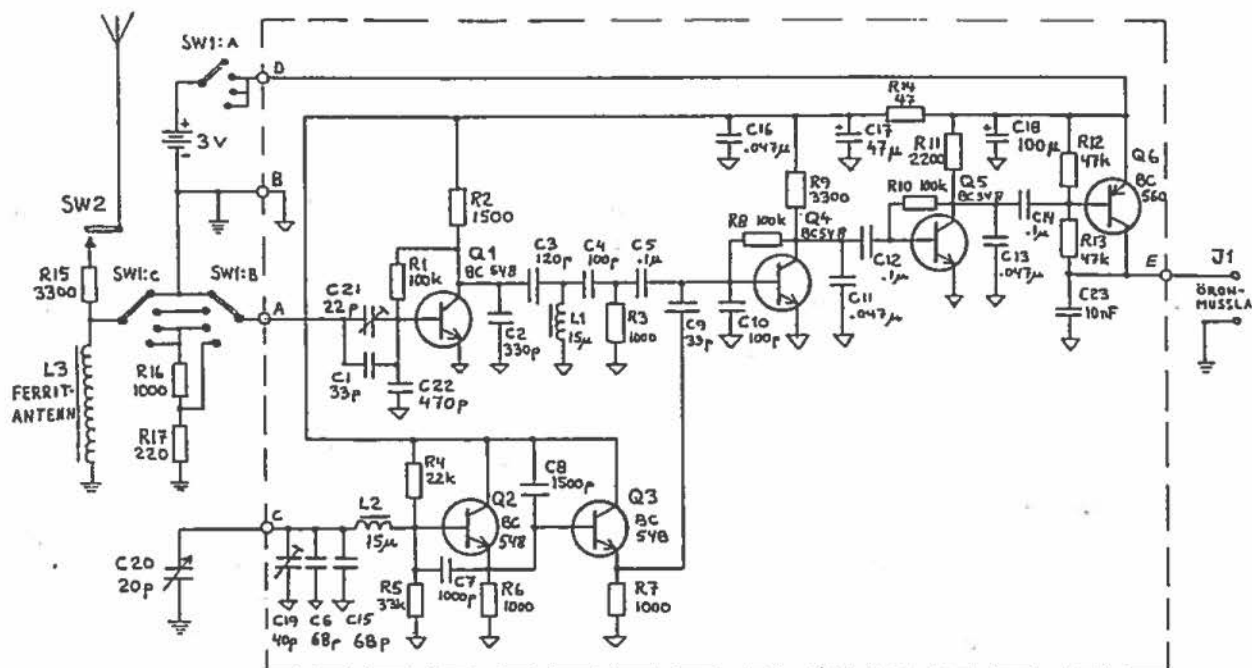 SW1:A
D
+
3V
-
B
SW2
R15
3300
SW1:C
SW1:B
A
R16
1000
L3
FERRIT-
ANTENN
R17
220
R2
1500
R1
100k
Q1
BC 548
C21
22p
C1
33p
C22
470p
C2
330p
C3
120p
C4
100p
C5
.1μ
L1
15μ
R3
1000
C16
.047μ
+
C17
47μ
R14
47
R9
3300
R8 100k
Q4
BC548
C9
33p
C10
100p
C11
.047μ
C12
.1μ
R11
2200
R10 100k
Q5
BC548
+
C18
100μ
R12
47k
Q6
BC
560
C14
.1μ
R13
47k
C13
.047μ
C23
10nF
E
J1
ÖRON-
MUSSLA
C
L2
15μ
R4
22k
Q2
BC
548
C8
1500p
Q3
BC
548
C20
20p
C19
40p
C6
68p
C15
68p
R5
33k
C7
1000p
R6
1000
R7
1000